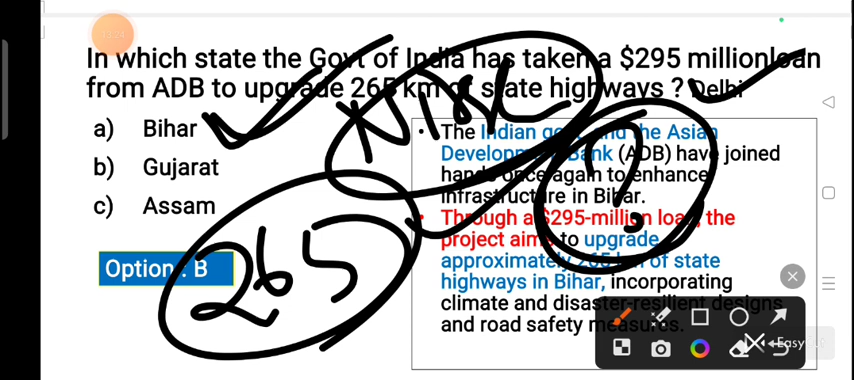 In which state the Govt of India has taken a $295 millionloan
from ADB to upgrade 265 km of state highways ? Delhi
a) Bihar
b) Gujarat
c) Assam
Option : B
• The Indian govt. and the Asian
Development Bank (ADB) have joined
hands once again to enhance
infrastructure in Bihar.
• Through a $295-million loan, the
project aims to upgrade
approximately 265 km of state
highways in Bihar, incorporating
climate and disaster-resilient designs
and road safety measures.
265
?